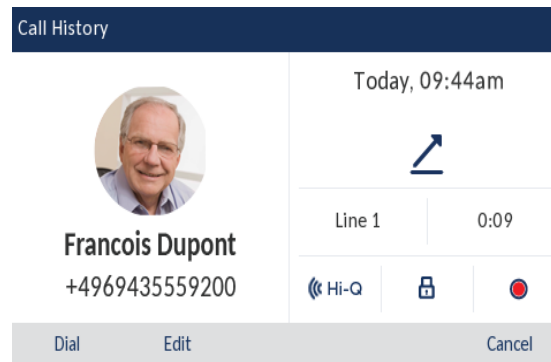 Call History
Francois Dupont
+4969435559200
Today, 09:44am
Line 1
0:09
Hi-Q
Dial
Edit
Cancel